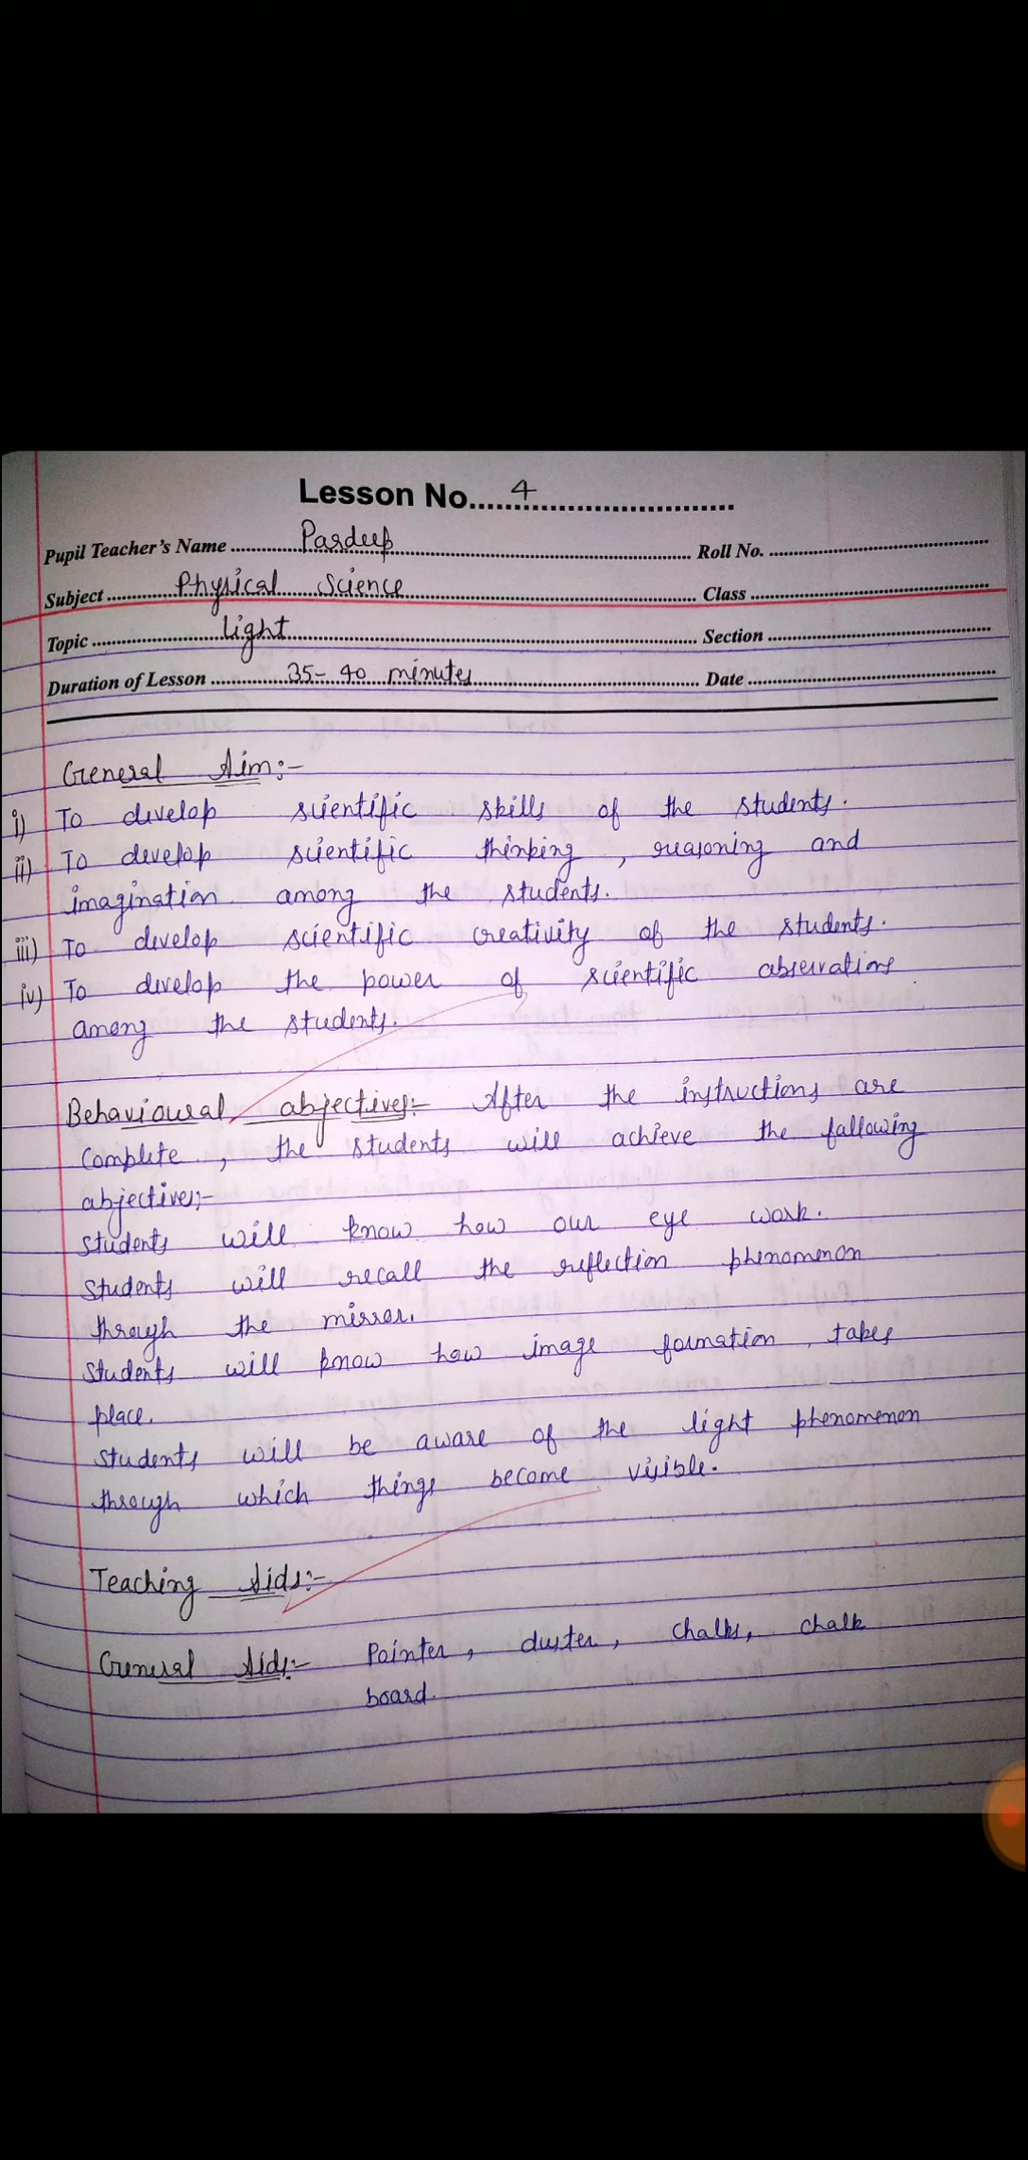 Lesson No.....4..............................
Pupil Teacher's Name ............Pardeep............................................ Roll No. ......................................
Subject ............Physical Science............................................ Class ..........................................
Topic ......................light............................................................ Section ......................................
Duration of Lesson .............35-40 minutes........................................ Date ............................................
General Aim:-
i) To develop scientific skills of the students.
ii) To develop scientific thinking, reasoning and
imagination among the students.
iii) To develop scientific creativity of the students.
iv) To develop the power of scientific observations
among the students.
Behavioural objectives:- After the instructions are
complete, the students will achieve the following
objectives:-
Students will know how our eye work.
Students will recall the reflection phenomenon
through the mirror.
Students will know how image formation takes
place.
Students will be aware of the light phenomenon
through which things become visible.
Teaching Aids:-
General Aids:- Pointer, duster, chalks, chalk
board.